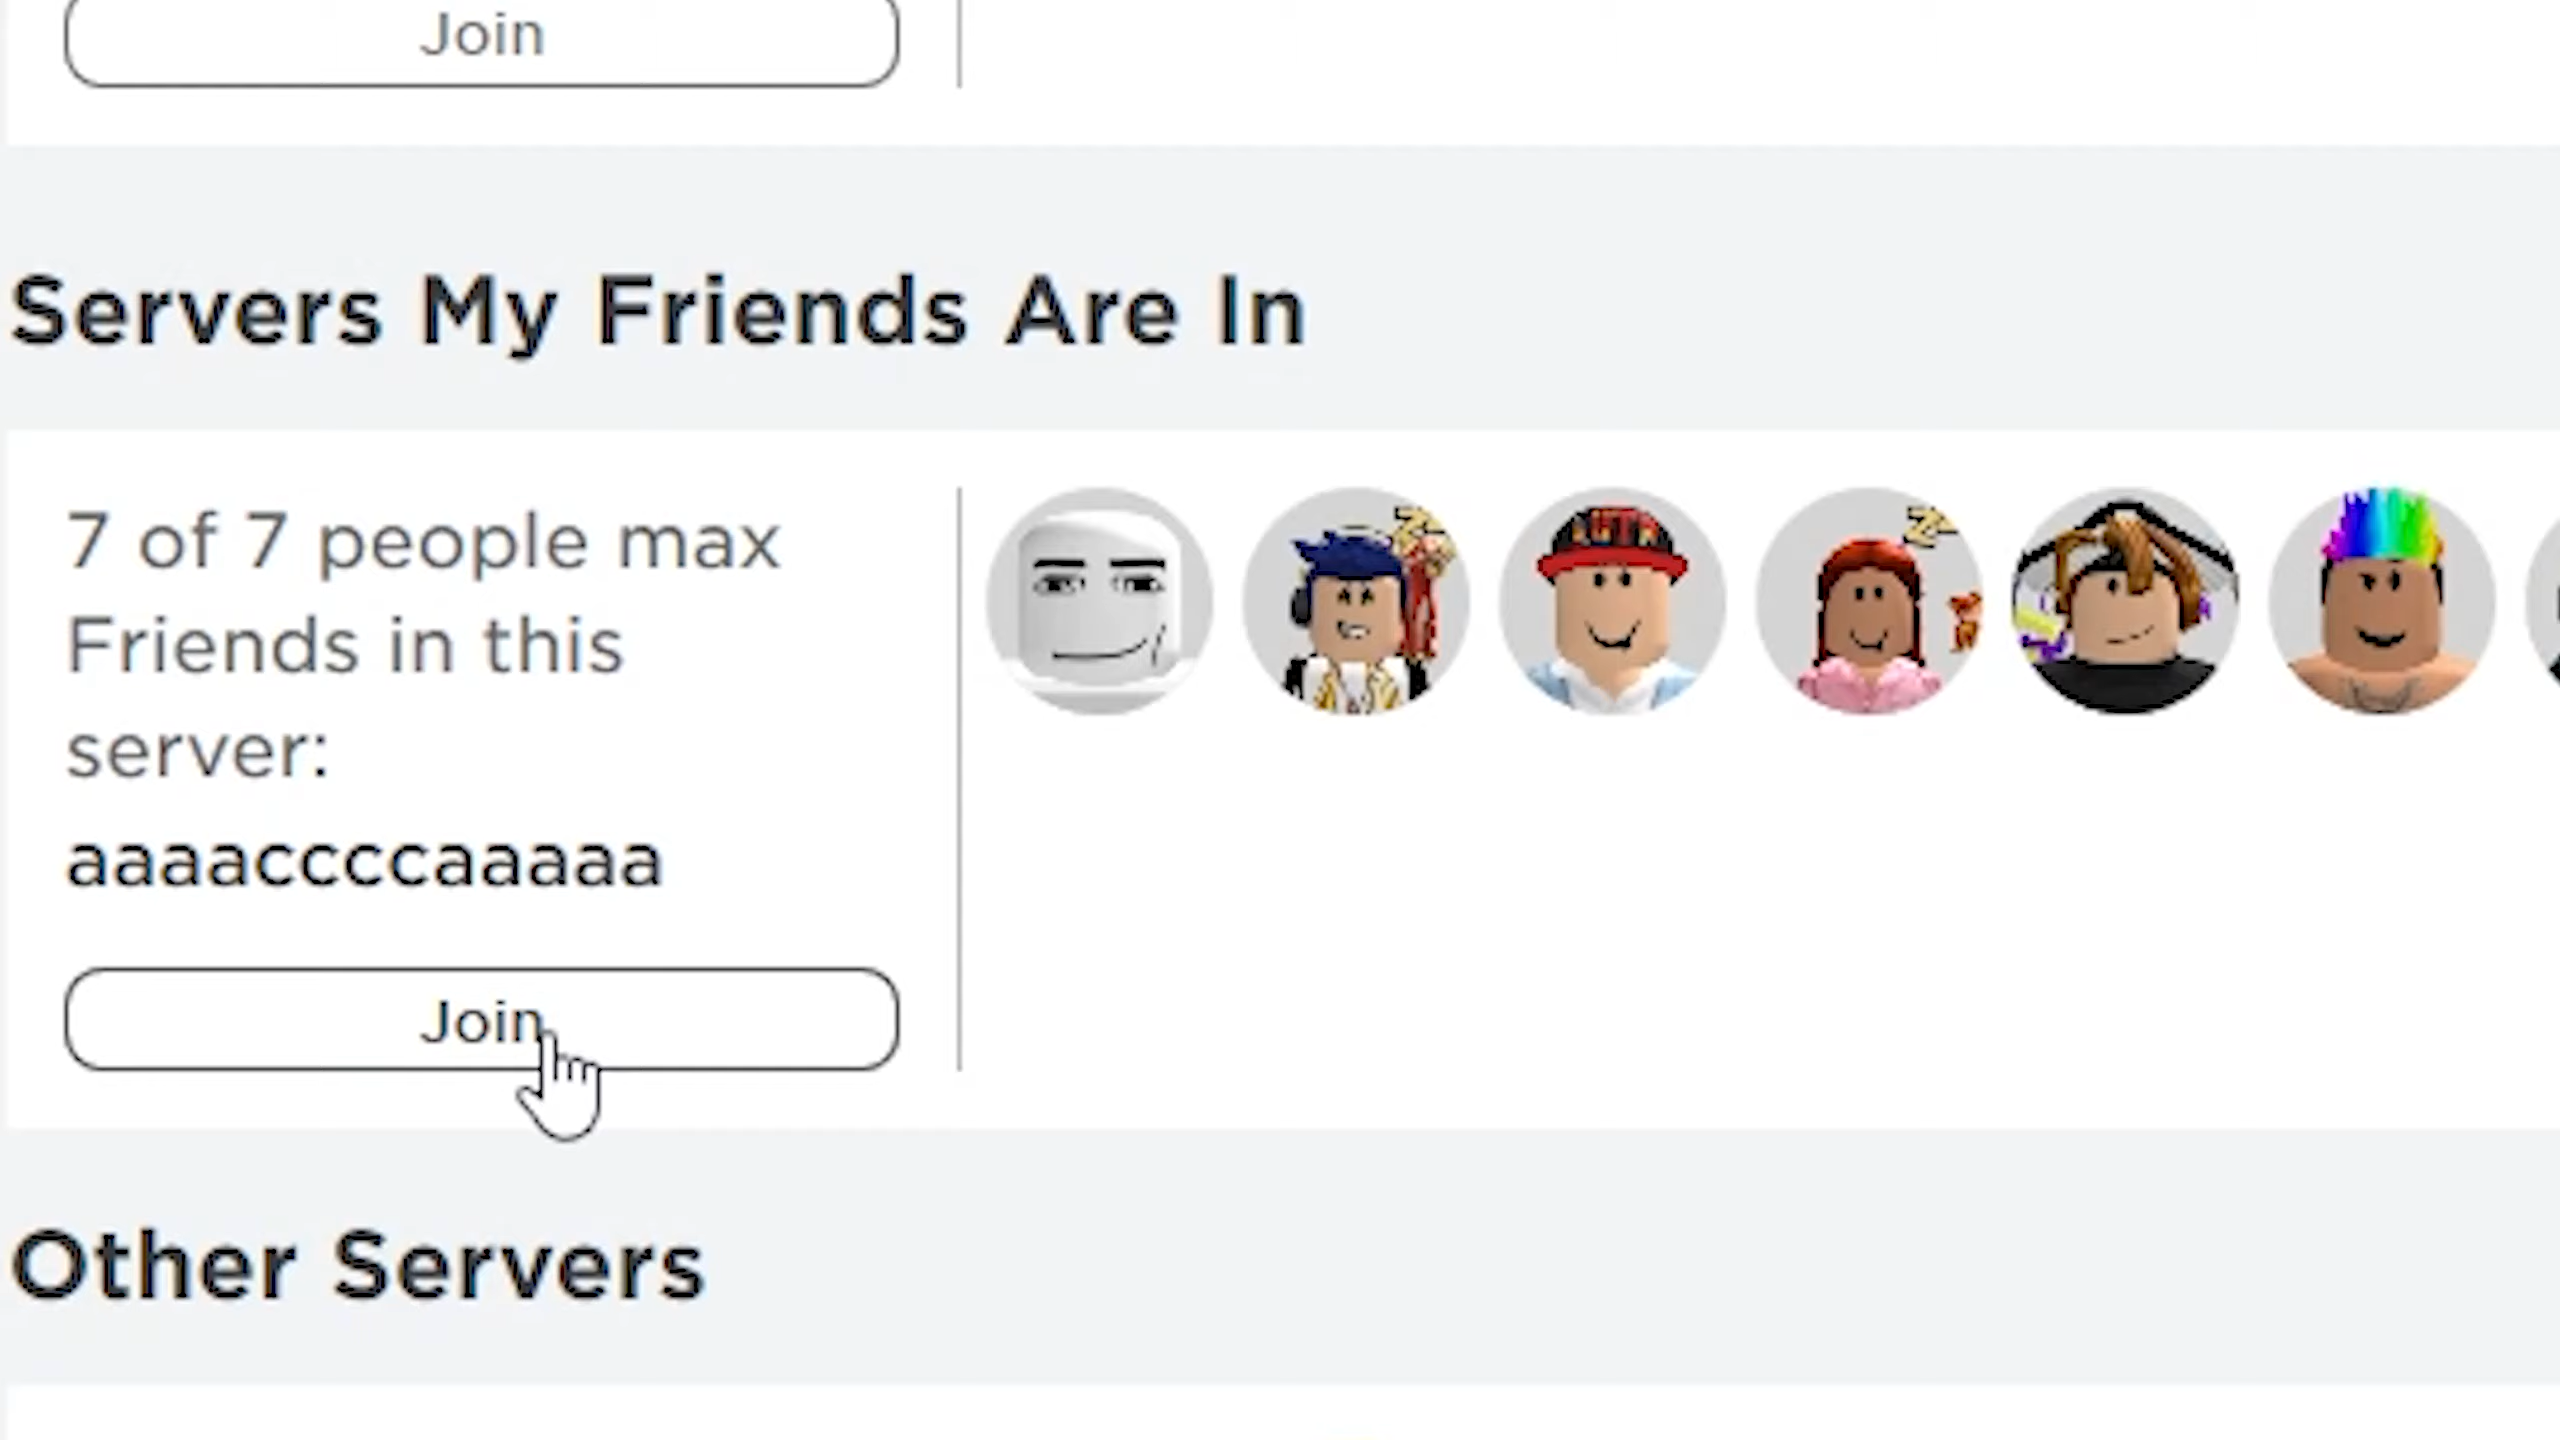 Join
Servers My Friends Are In
7 of 7 people max
Friends in this
server:
aaaaccccaaaaa
Join
Other Servers